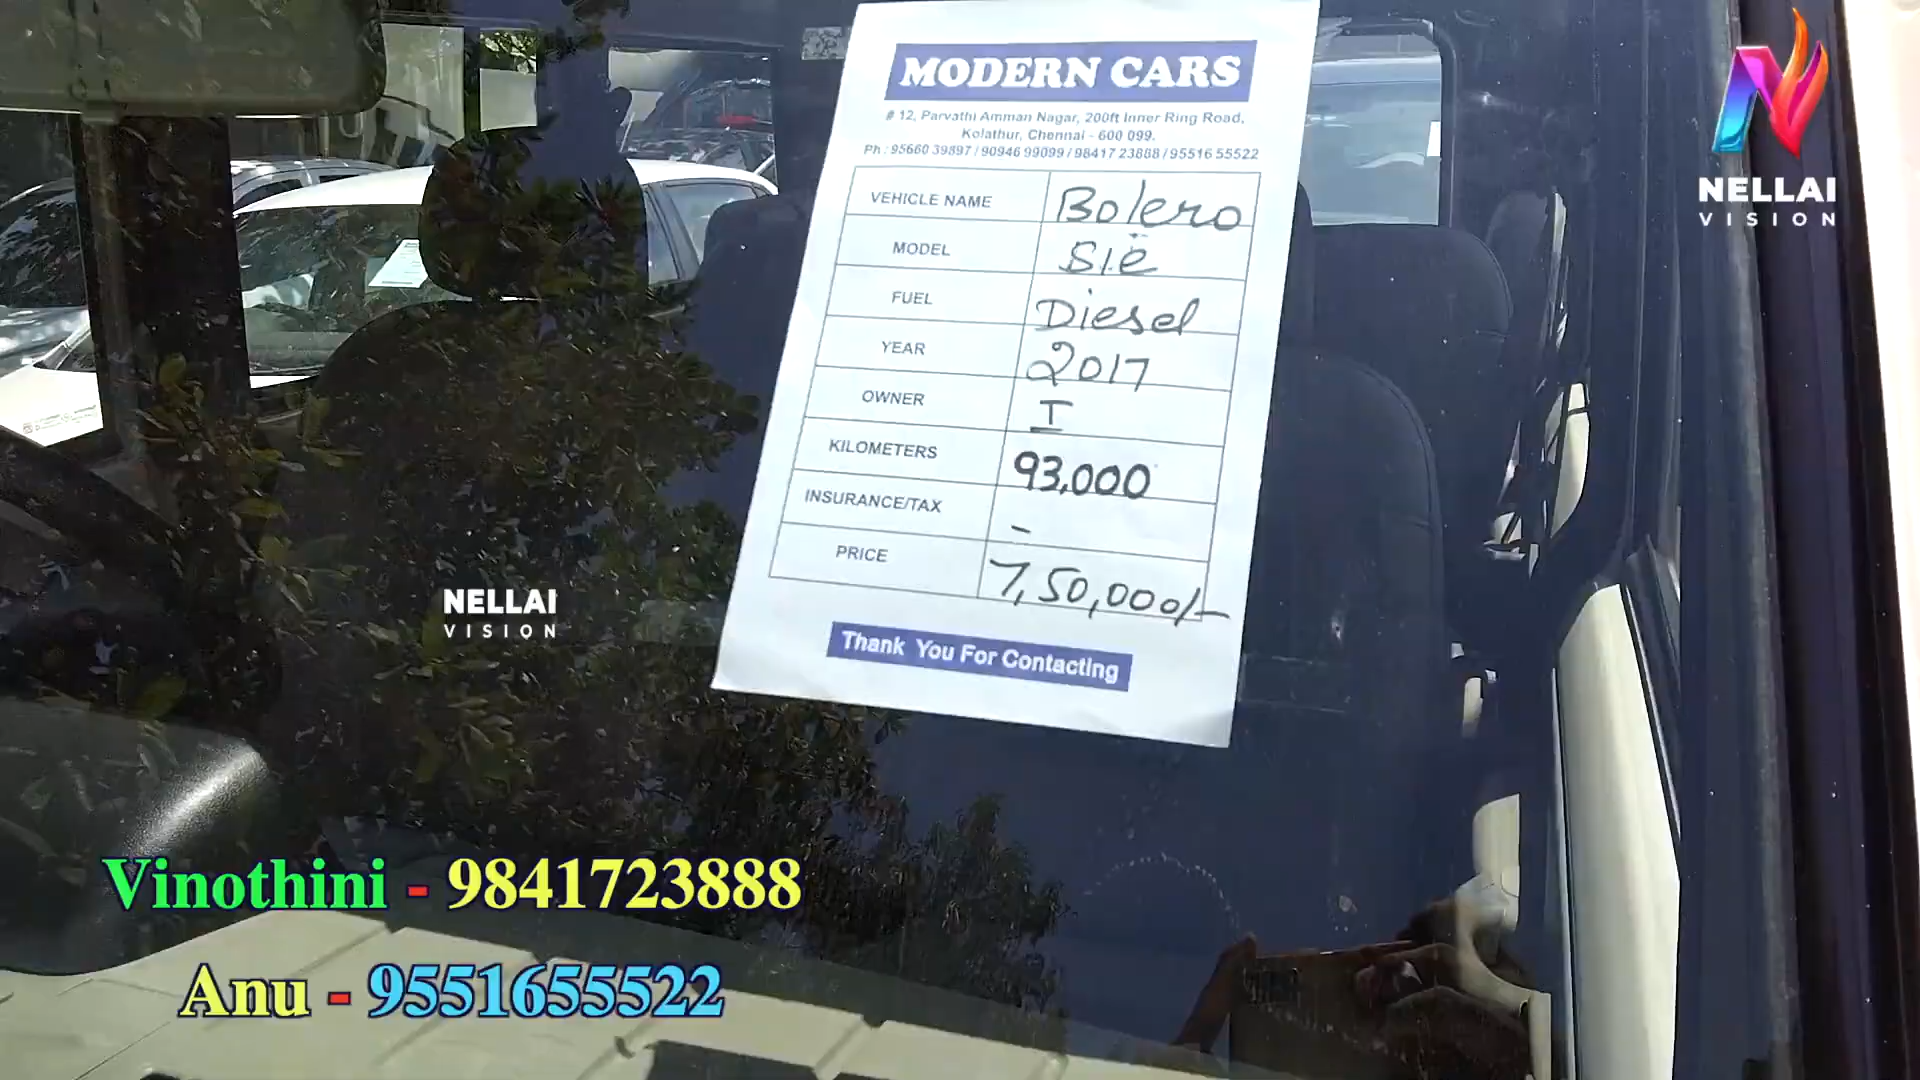 MODERN CARS
# 12, Parvathi Amman Nagar, 200ft Inner Ring Road,
Kolathur, Chennai - 600 099.
Ph : 95660 39897 / 90946 99099 / 98417 23888 / 95516 55522
VEHICLE NAME Bolero
MODEL SLE
FUEL Diesel
YEAR 2017
OWNER I
KILOMETERS 93,000
INSURANCE/TAX -
PRICE 7,50,000/-
Thank You For Contacting
NELLAI
VISION
NELLAI
VISION
Vinothini - 9841723888
Anu - 9551655522